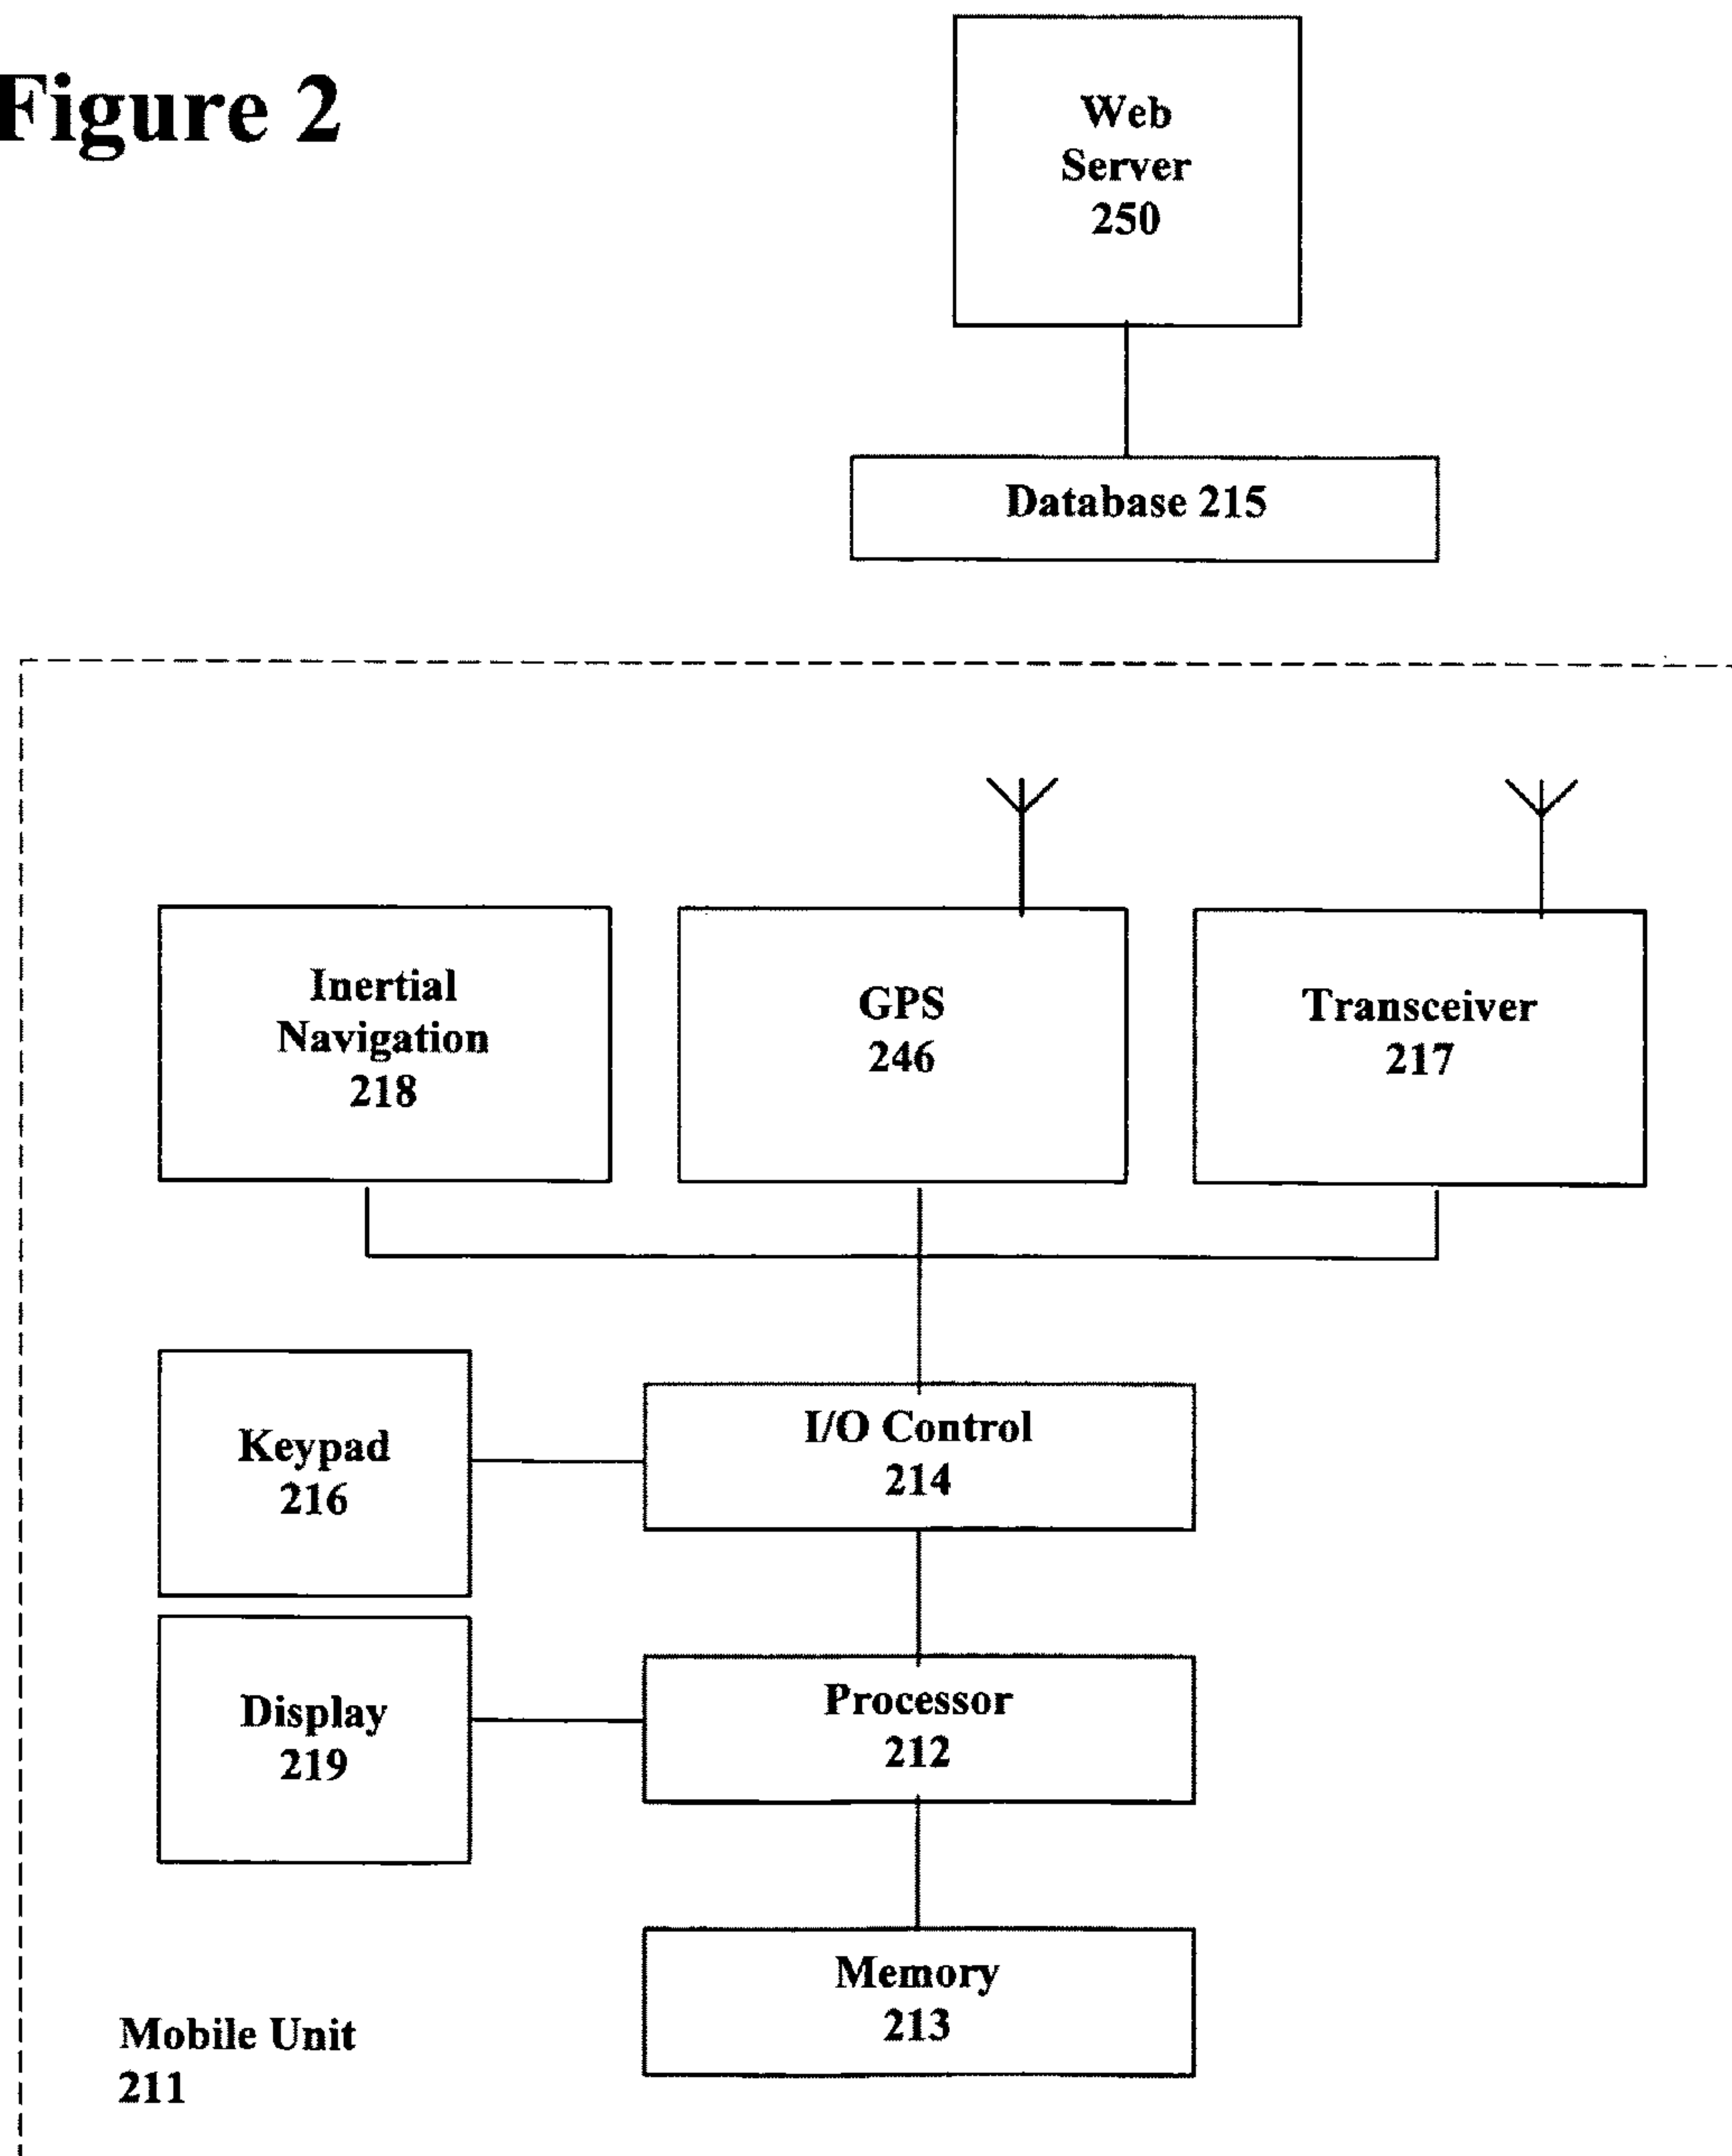 Figure 2
Web
Server
250
Database 215
Inertial
Navigation
218
GPS
246
Transceiver
217
Keypad
216
I/O Control
214
Display
219
Processor
212
Memory
213
Mobile Unit
211